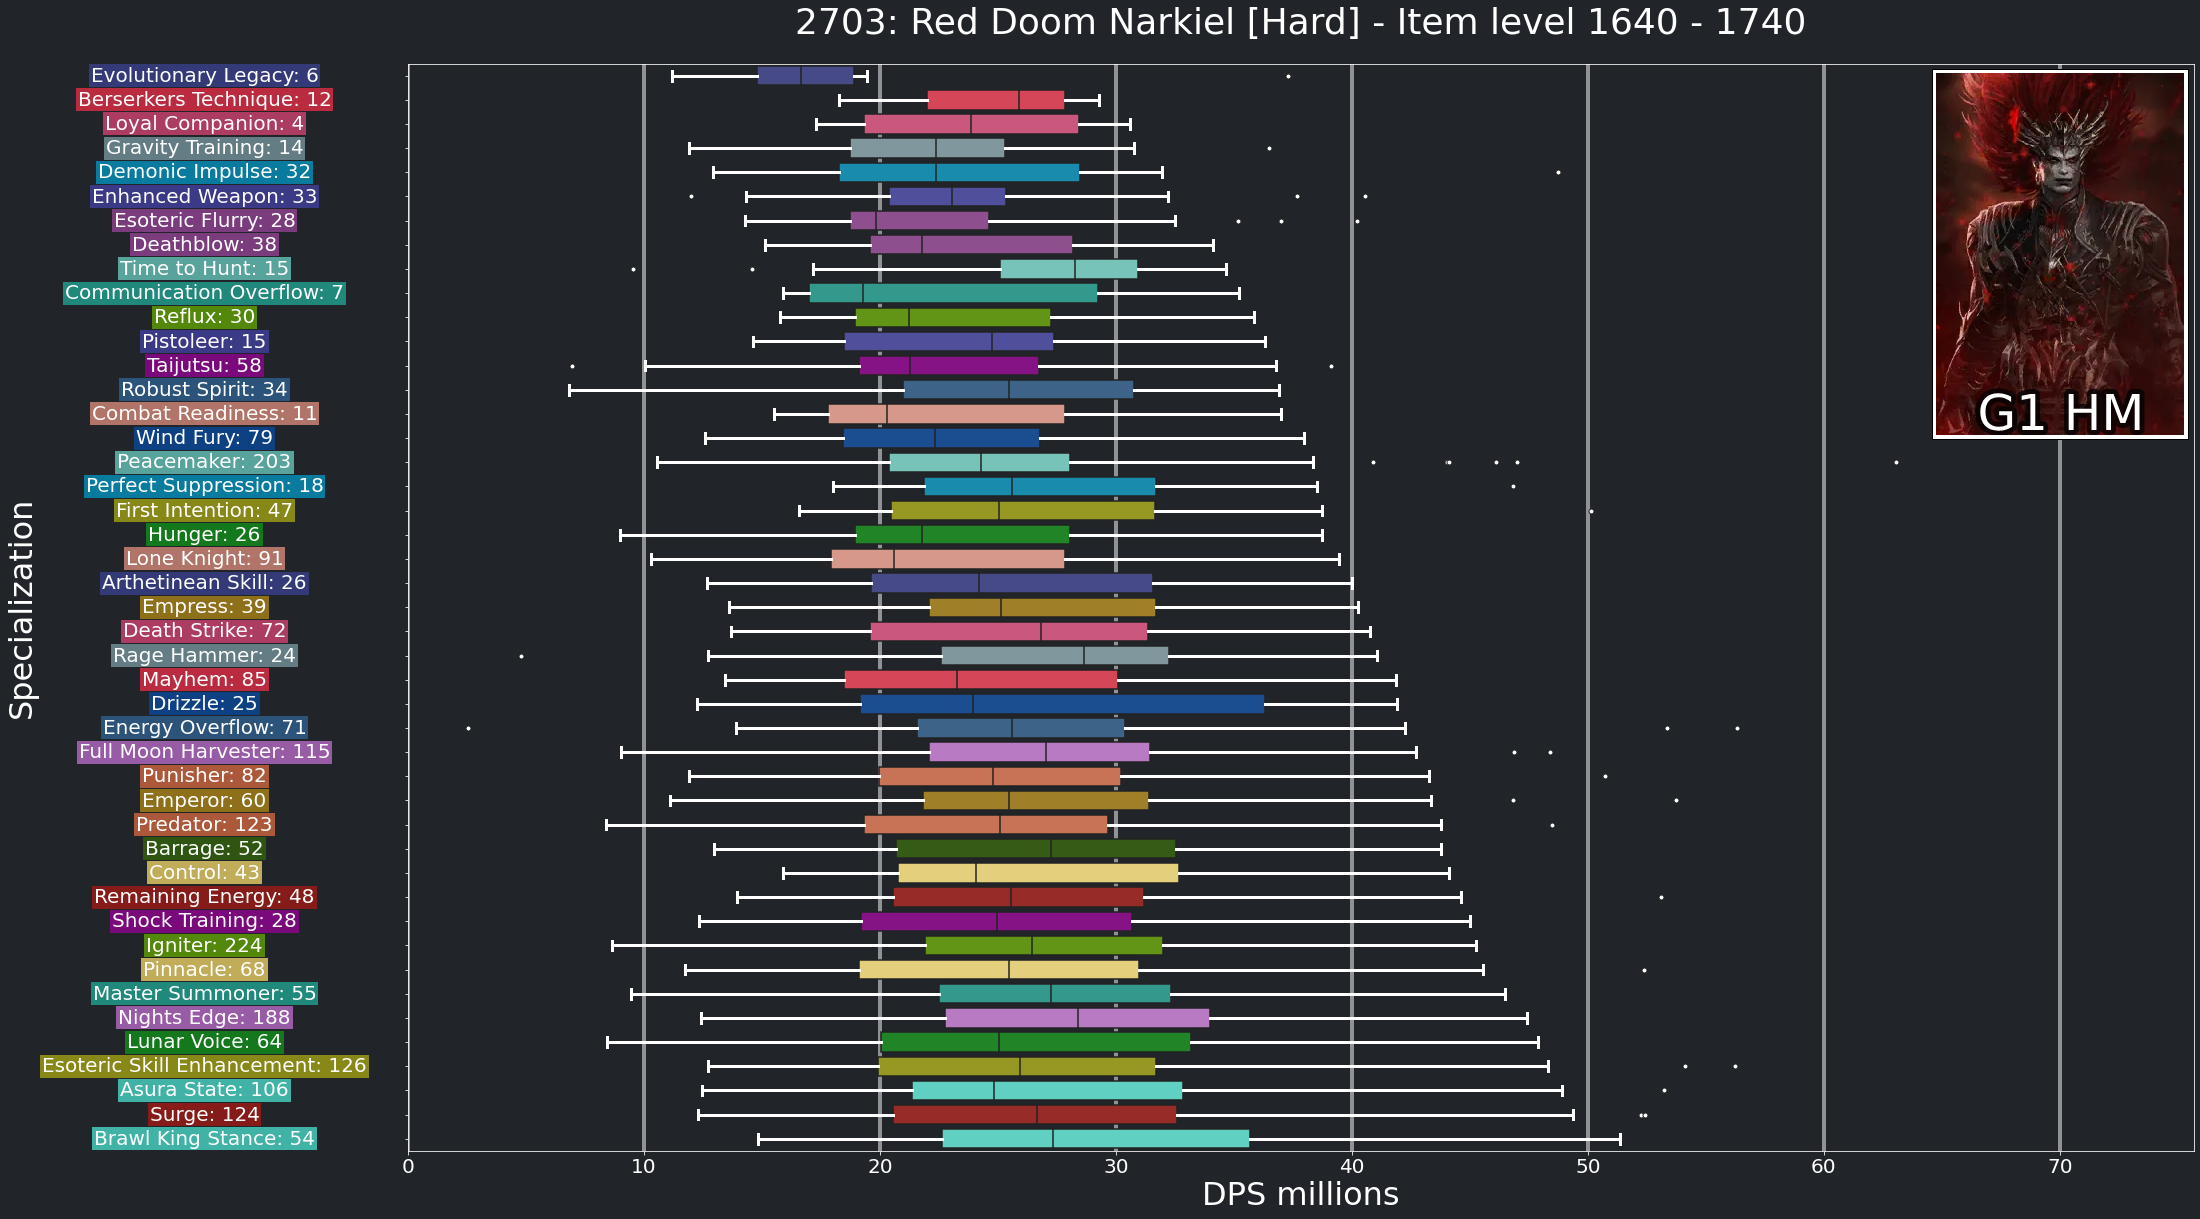 2703: Red Doom Narkiel [Hard] - Item level 1640 - 1740
Specialization
Evolutionary Legacy: 6
Berserkers Technique: 12
Loyal Companion: 4
Gravity Training: 14
Demonic Impulse: 32
Enhanced Weapon: 33
Esoteric Flurry: 28
Deathblow: 38
Time to Hunt: 15
Communication Overflow: 7
Reflux: 30
Pistoleer: 15
Taijutsu: 58
Robust Spirit: 34
Combat Readiness: 11
Wind Fury: 79
Peacemaker: 203
Perfect Suppression: 18
First Intention: 47
Hunger: 26
Lone Knight: 91
Arthetinean Skill: 26
Empress: 39
Death Strike: 72
Rage Hammer: 24
Mayhem: 85
Drizzle: 25
Energy Overflow: 71
Full Moon Harvester: 115
Punisher: 82
Emperor: 60
Predator: 123
Barrage: 52
Control: 43
Remaining Energy: 48
Shock Training: 28
Igniter: 224
Pinnacle: 68
Master Summoner: 55
Nights Edge: 188
Lunar Voice: 64
Esoteric Skill Enhancement: 126
Asura State: 106
Surge: 124
Brawl King Stance: 54
G1 HM
0 10 20 30 40 50 60 70
DPS millions